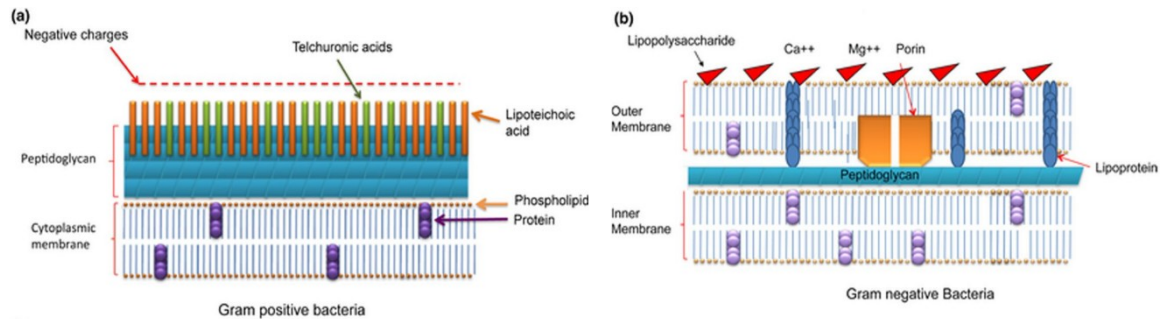 (a)
Negative charges
Telchuronic acids
Lipoteichoic
acid
Peptidoglycan
Phospholipid
Protein
Cytoplasmic
membrane
Gram positive bacteria
(b)
Lipopolysaccharide
Ca++
Mg++
Porin
Outer
Membrane
Lipoprotein
Peptidoglycan
Inner
Membrane
Gram negative Bacteria